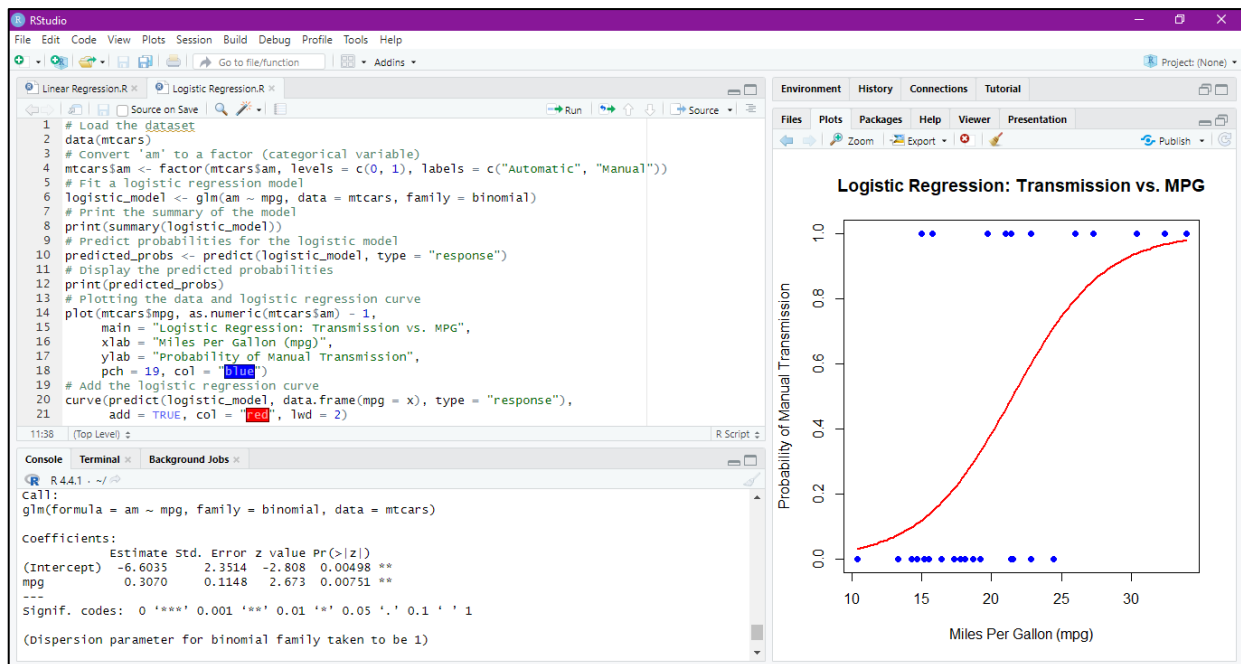 RStudio
File Edit Code View Plots Session Build Debug Profile Tools Help
Go to file/function Addins Project: (None)
Linear Regression.R Logistic Regression.R
Source on Save Run Source
1 # Load the dataset
2 data(mtcars)
3 # Convert 'am' to a factor (categorical variable)
4 mtcars$am <- factor(mtcars$am, levels = c(0, 1), labels = c("Automatic", "Manual"))
5 # Fit a logistic regression model
6 logistic_model <- glm(am ~ mpg, data = mtcars, family = binomial)
7 # Print the summary of the model
8 print(summary(logistic_model))
9 # Predict probabilities for the logistic model
10 predicted_probs <- predict(logistic_model, type = "response")
11 # Display the predicted probabilities
12 print(predicted_probs)
13 # Plotting the data and logistic regression curve
14 plot(mtcars$mpg, as.numeric(mtcars$am) - 1,
15 main = "Logistic Regression: Transmission vs. MPG",
16 xlab = "Miles Per Gallon (mpg)",
17 ylab = "Probability of Manual Transmission",
18 pch = 19, col = "blue")
19 # Add the logistic regression curve
20 curve(predict(logistic_model, data.frame(mpg = x), type = "response"),
21 add = TRUE, col = "red", lwd = 2)
11:38 (Top Level) R Script
Console Terminal Background Jobs
R 4.4.1 · ~/
Call:
glm(formula = am ~ mpg, family = binomial, data = mtcars)
Coefficients:
Estimate Std. Error z value Pr(>|z|)
(Intercept) -6.6035 2.3514 -2.808 0.00498 **
mpg 0.3070 0.1148 2.673 0.00751 **
---
Signif. codes: 0 ‘***’ 0.001 ‘**’ 0.01 ‘*’ 0.05 ‘.’ 0.1 ‘ ’ 1
(Dispersion parameter for binomial family taken to be 1)
Environment History Connections Tutorial
Files Plots Packages Help Viewer Presentation
Zoom Export Publish
Logistic Regression: Transmission vs. MPG
Probability of Manual Transmission
1.0
0.8
0.6
0.4
0.2
0.0
10 15 20 25 30
Miles Per Gallon (mpg)